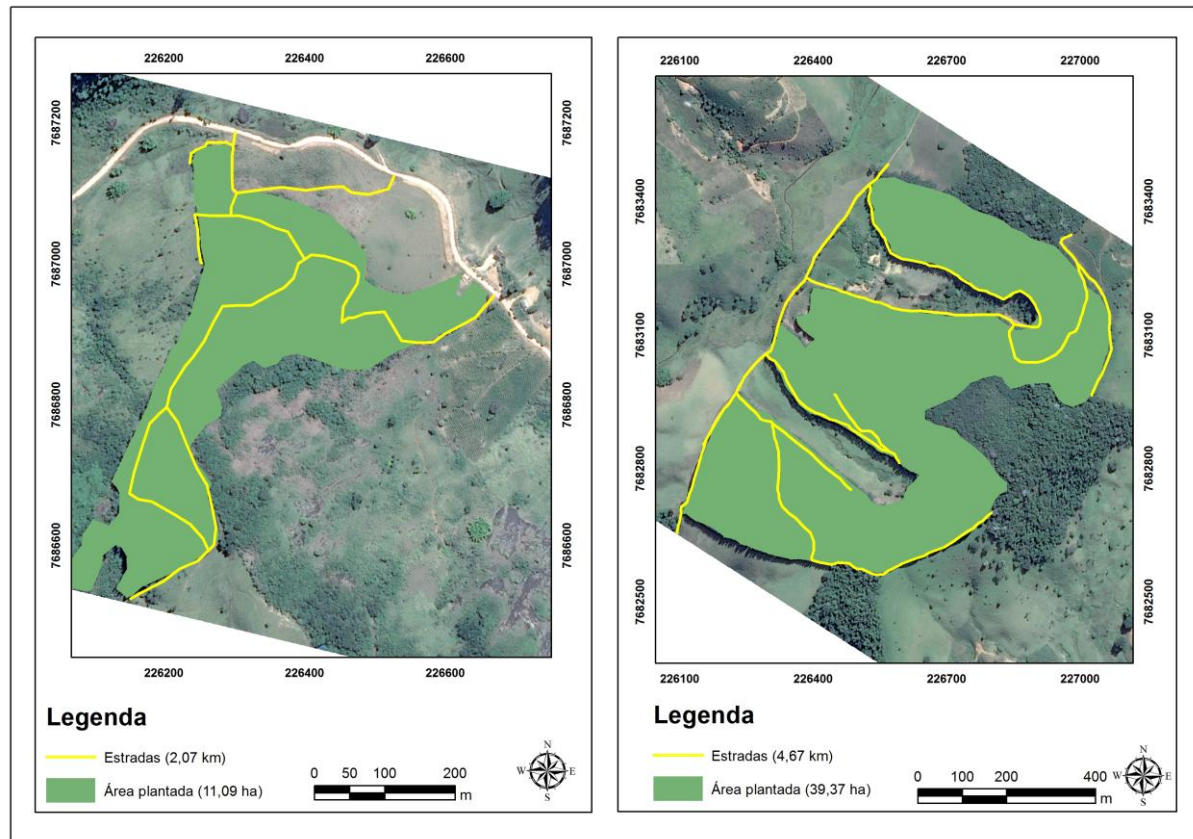 226200 226400 226600
7687200 7687200
7687000 7687000
7686800 7686800
7686600 7686600
226200 226400 226600
Legenda
Estradas (2,07 km)
Área plantada (11,09 ha)
0 50 100 200
m
N
W E
S
226100 226400 226700 227000
7683400 7683400
7683100 7683100
7682800 7682800
7682500 7682500
226100 226400 226700 227000
Legenda
Estradas (4,67 km)
Área plantada (39,37 ha)
0 100 200 400
m
N
W E
S